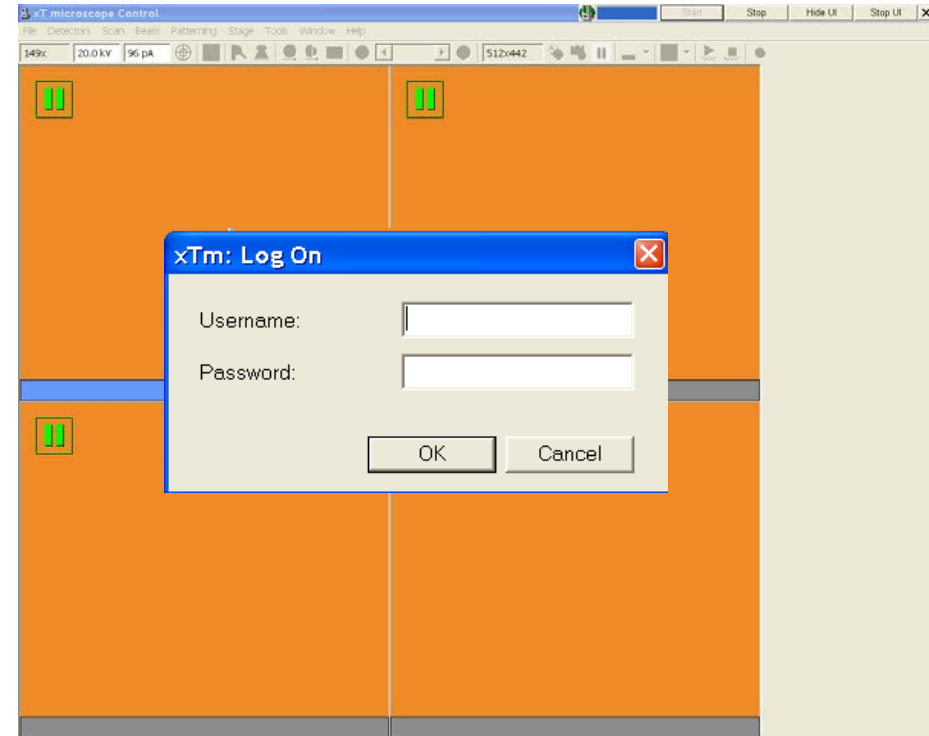 xT microscope Control Start Stop Hide UI Stop UI X
File Detectors Scan Beam Patterning Stage Tools Window Help
149x 20.0 kV 96 pA 512x442
xTm: Log On
Username:
Password:
OK Cancel